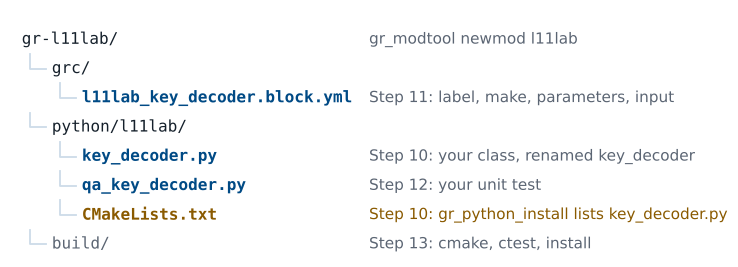 gr-l11lab/ gr_modtool newmod l11lab
grc/
l11lab_key_decoder.block.yml Step 11: label, make, parameters, input
python/l11lab/
key_decoder.py Step 10: your class, renamed key_decoder
qa_key_decoder.py Step 12: your unit test
CMakeLists.txt Step 10: gr_python_install lists key_decoder.py
build/ Step 13: cmake, ctest, install